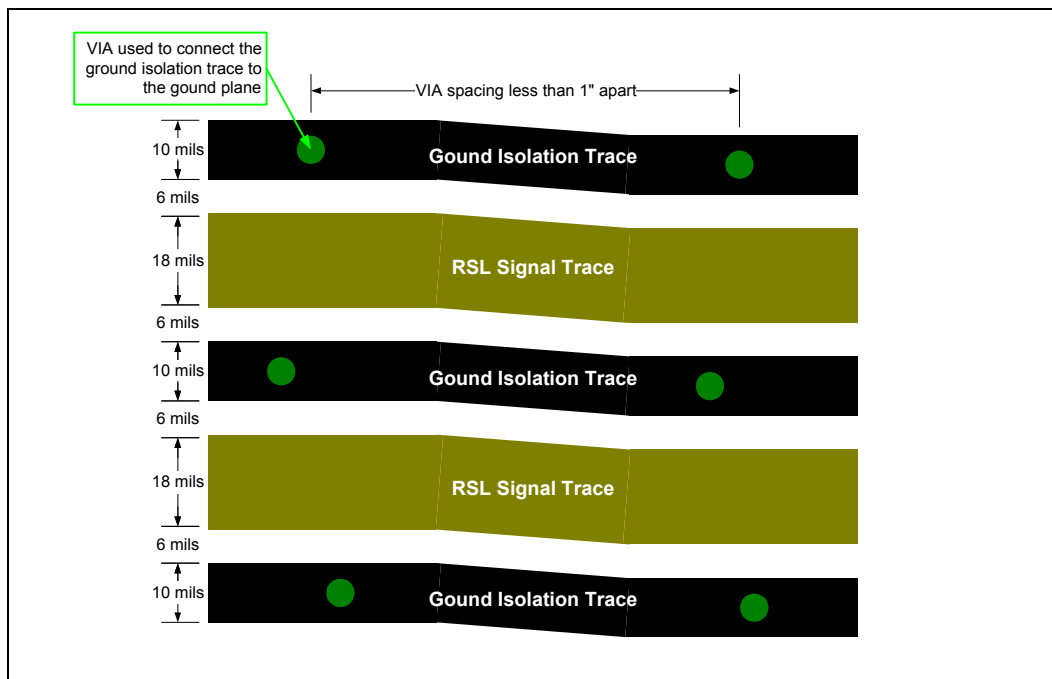 VIA used to connect the
ground isolation trace to
the gound plane
VIA spacing less than 1" apart
10 mils
Gound Isolation Trace
6 mils
18 mils
RSL Signal Trace
6 mils
10 mils
Gound Isolation Trace
6 mils
18 mils
RSL Signal Trace
6 mils
10 mils
Gound Isolation Trace